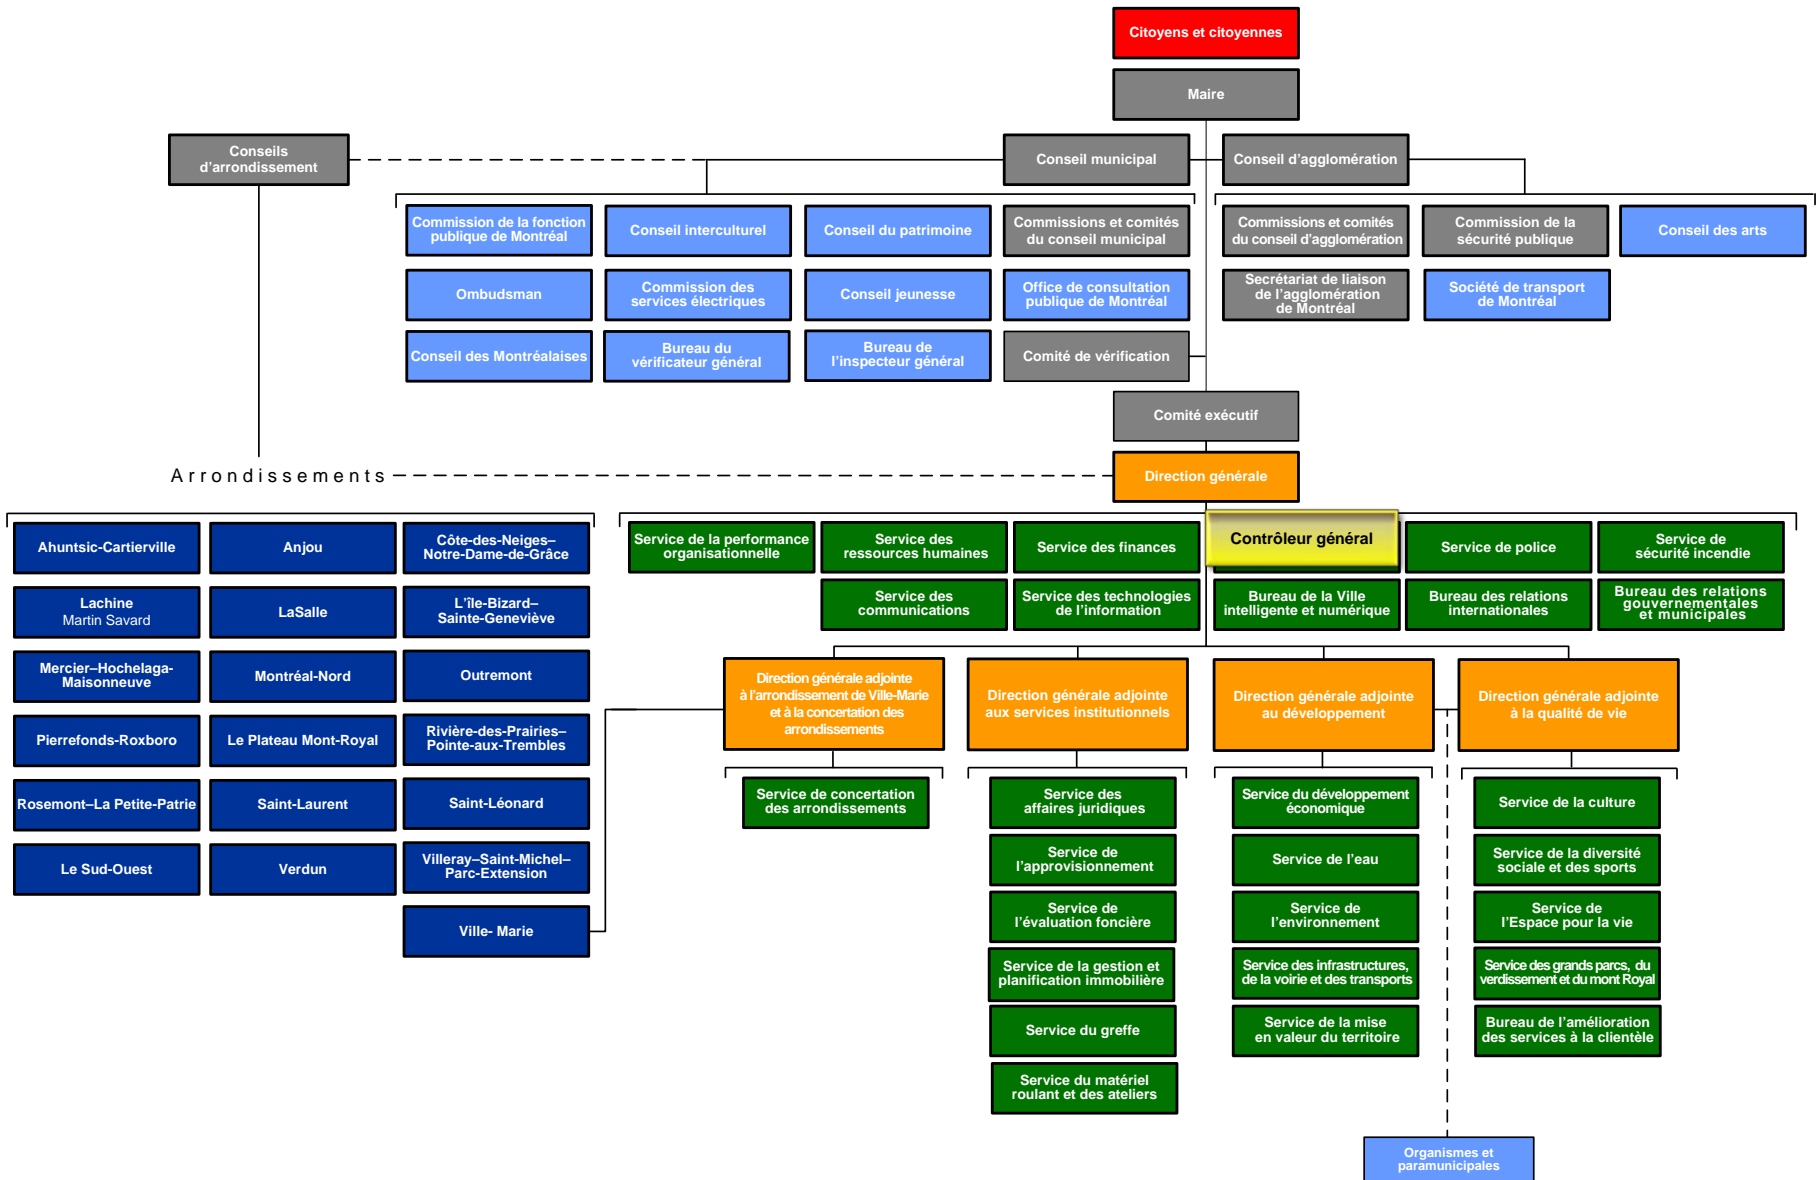 Citoyens et citoyennes
Maire
Conseils
d'arrondissement
Conseil municipal
Conseil d'agglomération
Commission de la fonction
publique de Montréal
Conseil interculturel
Conseil du patrimoine
Commissions et comités
du conseil municipal
Commissions et comités
du conseil d'agglomération
Commission de la
sécurité publique
Conseil des arts
Ombudsman
Commission des
services électriques
Conseil jeunesse
Office de consultation
publique de Montréal
Secrétariat de liaison
de l'agglomération
de Montréal
Société de transport
de Montréal
Conseil des Montréalaises
Bureau du
vérificateur général
Bureau de
l'inspecteur général
Comité de vérification
Comité exécutif
Arrondissements
Direction générale
Ahuntsic-Cartierville
Anjou
Côte-des-Neiges–
Notre-Dame-de-Grâce
Lachine
Martin Savard
LaSalle
L'île-Bizard–
Sainte-Geneviève
Mercier–Hochelaga-
Maisonneuve
Montréal-Nord
Outremont
Pierrefonds-Roxboro
Le Plateau Mont-Royal
Rivière-des-Prairies–
Pointe-aux-Trembles
Rosemont–La Petite-Patrie
Saint-Laurent
Saint-Léonard
Le Sud-Ouest
Verdun
Villeray–Saint-Michel–
Parc-Extension
Ville- Marie
Service de la performance
organisationnelle
Service des
ressources humaines
Service des finances
Contrôleur général
Service de police
Service de
sécurité incendie
Service des
communications
Service des technologies
de l'information
Bureau de la Ville
intelligente et numérique
Bureau des relations
internationales
Bureau des relations
gouvernementales
et municipales
Direction générale adjointe
à l'arrondissement de Ville-Marie
et à la concertation des
arrondissements
Direction générale adjointe
aux services institutionnels
Direction générale adjointe
au développement
Direction générale adjointe
à la qualité de vie
Service de concertation
des arrondissements
Service des
affaires juridiques
Service de
l'approvisionnement
Service de
l'évaluation foncière
Service de la gestion et
planification immobilière
Service du greffe
Service du matériel
roulant et des ateliers
Service du développement
économique
Service de l'eau
Service de
l'environnement
Service des infrastructures,
de la voirie et des transports
Service de la mise
en valeur du territoire
Service de la culture
Service de la diversité
sociale et des sports
Service de
l'Espace pour la vie
Service des grands parcs, du
verdissement et du mont Royal
Bureau de l'amélioration
des services à la clientèle
Organismes et
paramunicipales